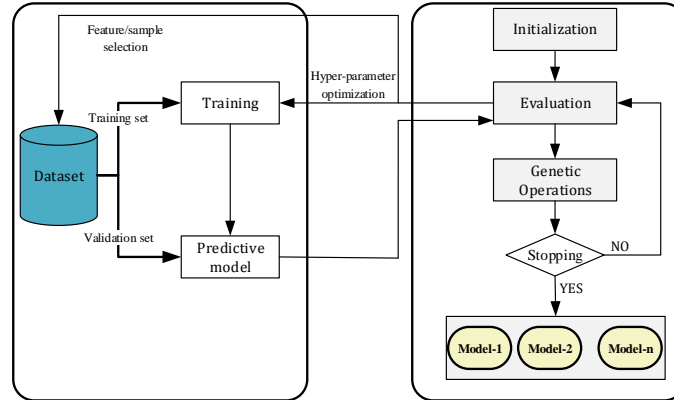 Feature/sample
selection
Hyper-parameter
optimization
Training
Training set
Dataset
Validation set
Predictive
model
Initialization
Evaluation
Genetic
Operations
Stopping
NO
YES
Model-1
Model-2
Model-n